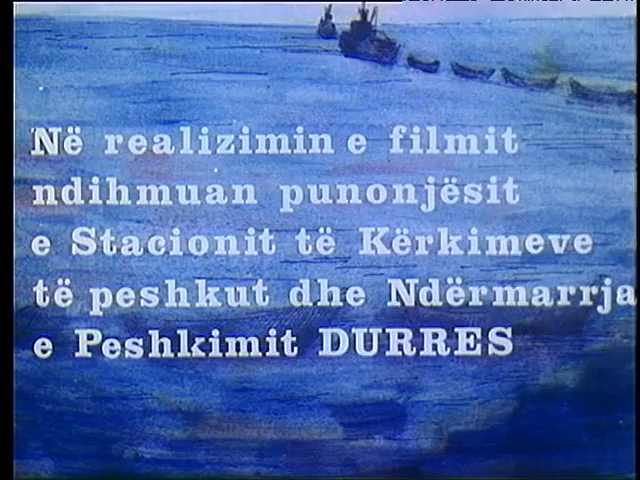 Në realizimin e filmit
ndihmuan punonjësit
e Stacionit të Kërkimeve
të peshkut dhe Ndërmarrja
e Peshkimit DURRES